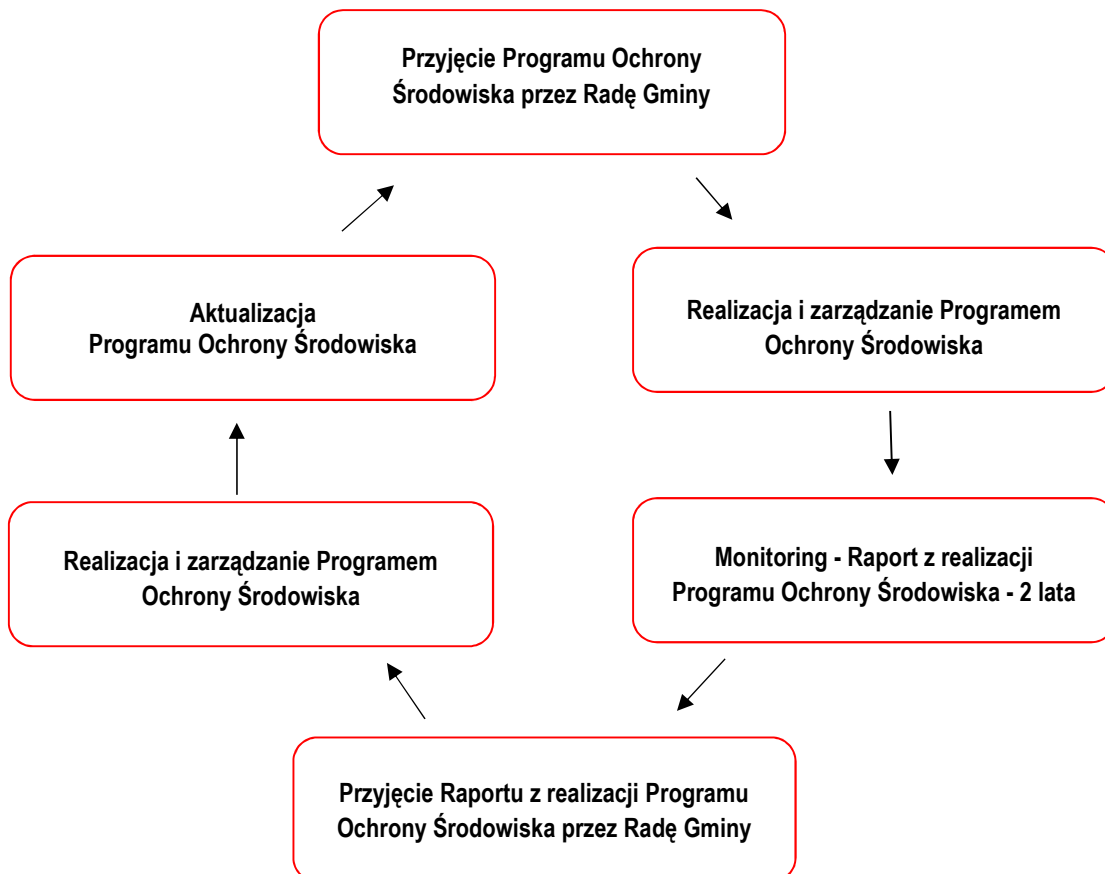 Przyjęcie Programu Ochrony
Środowiska przez Radę Gminy
Aktualizacja
Programu Ochrony Środowiska
Realizacja i zarządzanie Programem
Ochrony Środowiska
Realizacja i zarządzanie Programem
Ochrony Środowiska
Monitoring - Raport z realizacji
Programu Ochrony Środowiska - 2 lata
Przyjęcie Raportu z realizacji Programu
Ochrony Środowiska przez Radę Gminy